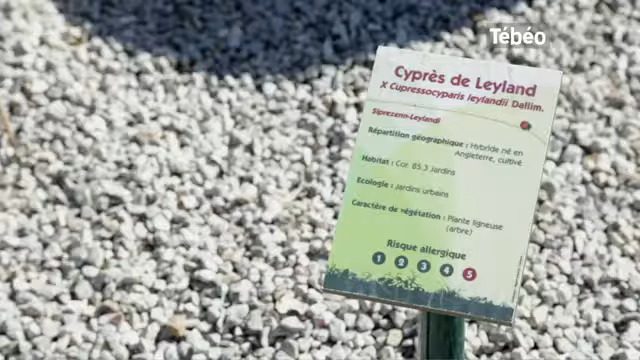 Tébéo
Cyprès de Leyland
X Cupressocyparis leylandii Dallim.
Siprezenn-Leylandi
Répartition géographique : Hybride né en
Angleterre, cultivé
Habitat : Cor. 85.3 Jardins
Ecologie : Jardins urbains
Caractère de végétation : Plante ligneuse
(arbre)
Risque allergique
1 2 3 4 5